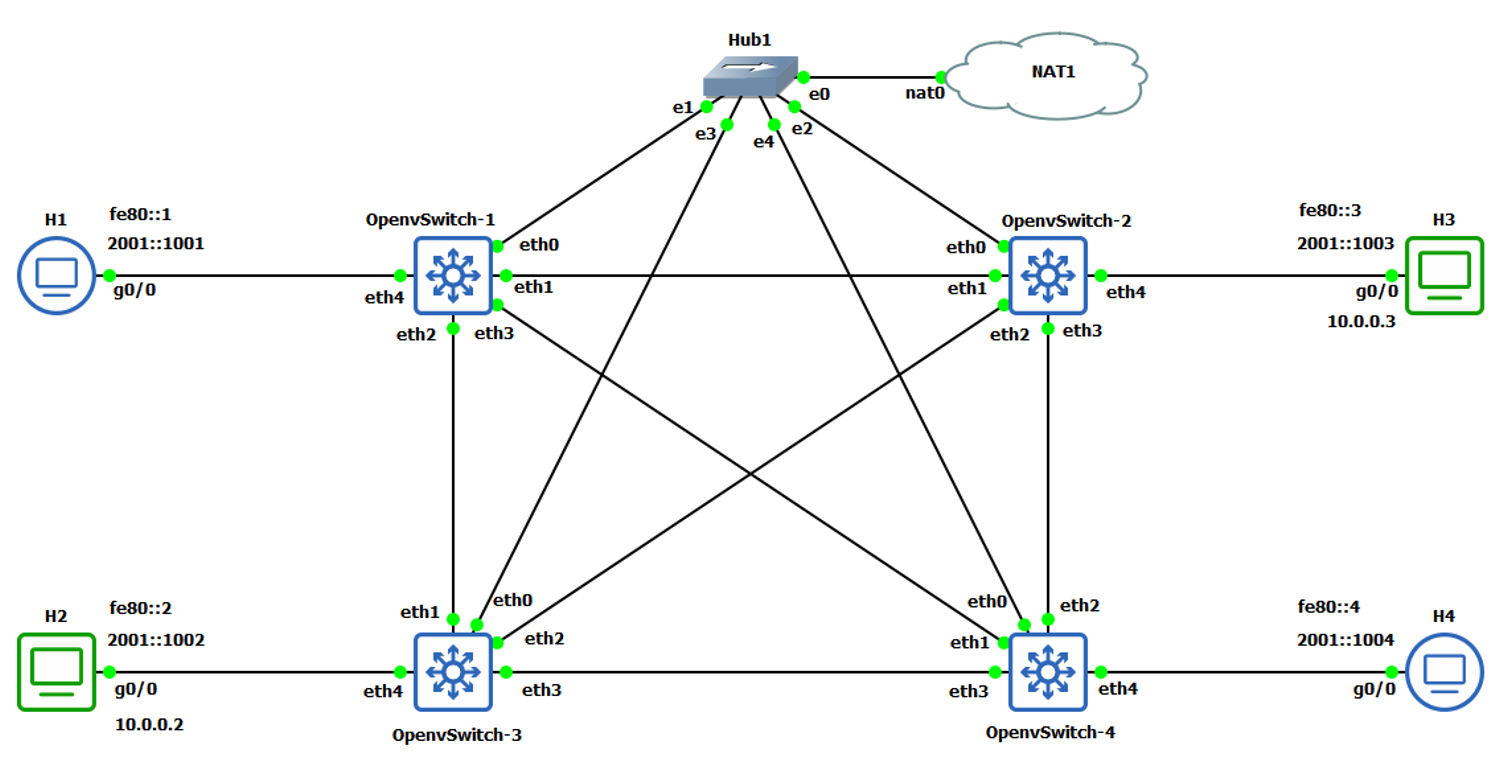 Hub1
NAT1
e0
nat0
e1
e2
e3
e4
fe80::1
H1
2001::1001
g0/0
OpenvSwitch-1
eth0
eth1
eth4
eth2
eth3
OpenvSwitch-2
eth0
eth1
eth4
eth2
eth3
fe80::3
H3
2001::1003
g0/0
10.0.0.3
fe80::2
H2
2001::1002
g0/0
10.0.0.2
eth0
eth1
eth2
eth4
eth3
OpenvSwitch-3
eth0
eth2
eth1
eth3
eth4
OpenvSwitch-4
fe80::4
H4
2001::1004
g0/0